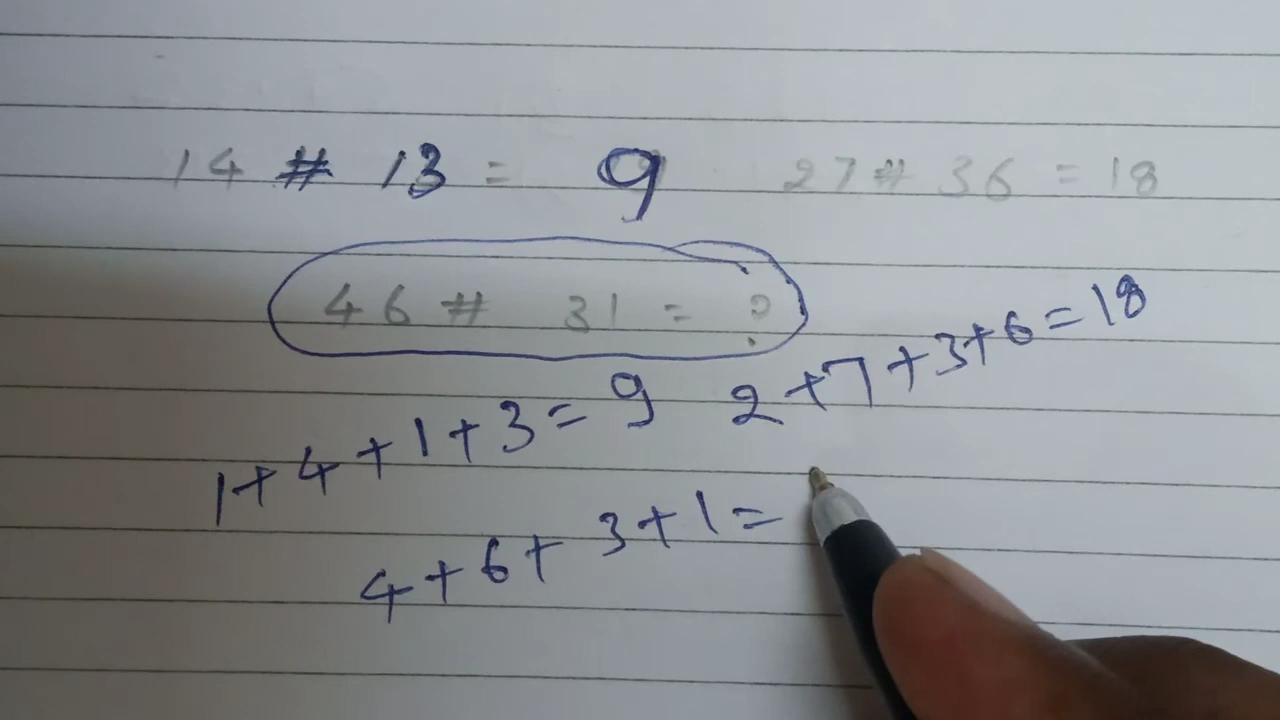 14 # 13 = 9 27 # 36 = 18
46 # 31 = ?
1+4+1+3=9 2+7+3+6=18
4+6+3+1=